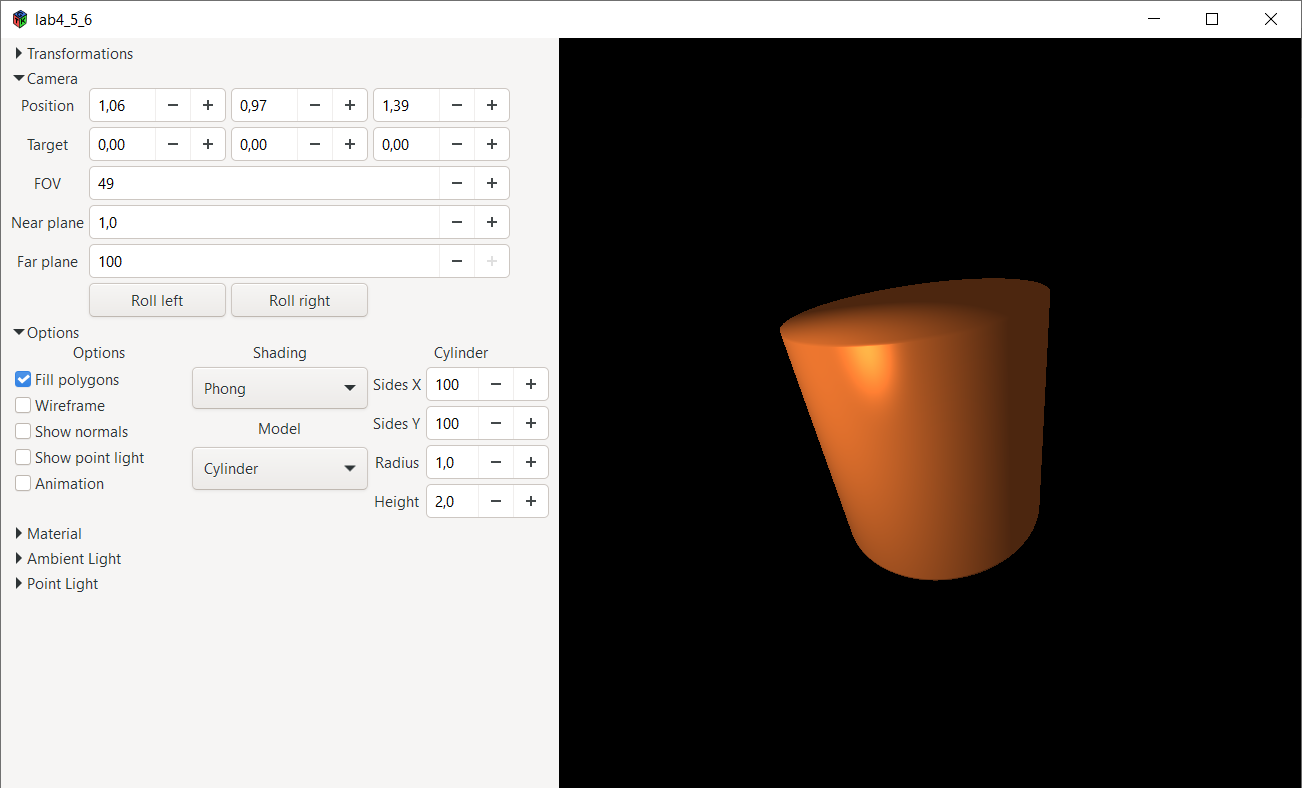 lab4_5_6
Transformations
Camera
Position 1,06 0,97 1,39
Target 0,00 0,00 0,00
FOV 49
Near plane 1,0
Far plane 100
Roll left Roll right
Options
Options Shading Cylinder
Fill polygons Phong Sides X 100
Wireframe
Show normals Model Sides Y 100
Show point light Cylinder Radius 1,0
Animation Height 2,0
Material
Ambient Light
Point Light